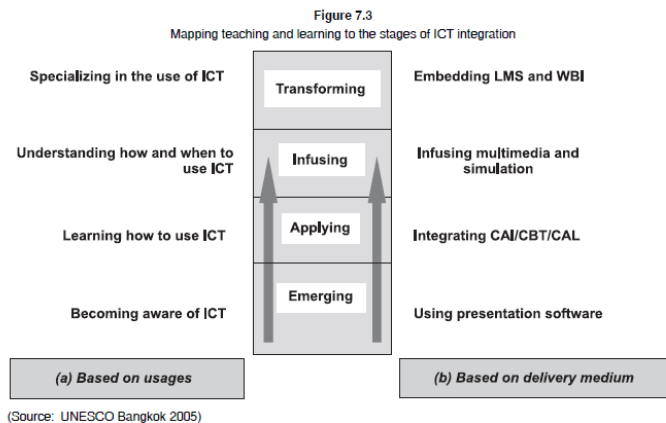 Figure 7.3
Mapping teaching and learning to the stages of ICT integration
Specializing in the use of ICT
Transforming
Embedding LMS and WBI
Understanding how and when to
use ICT
Infusing
Infusing multimedia and
simulation
Learning how to use ICT
Applying
Integrating CAI/CBT/CAL
Becoming aware of ICT
Emerging
Using presentation software
(a) Based on usages
(b) Based on delivery medium
(Source: UNESCO Bangkok 2005)